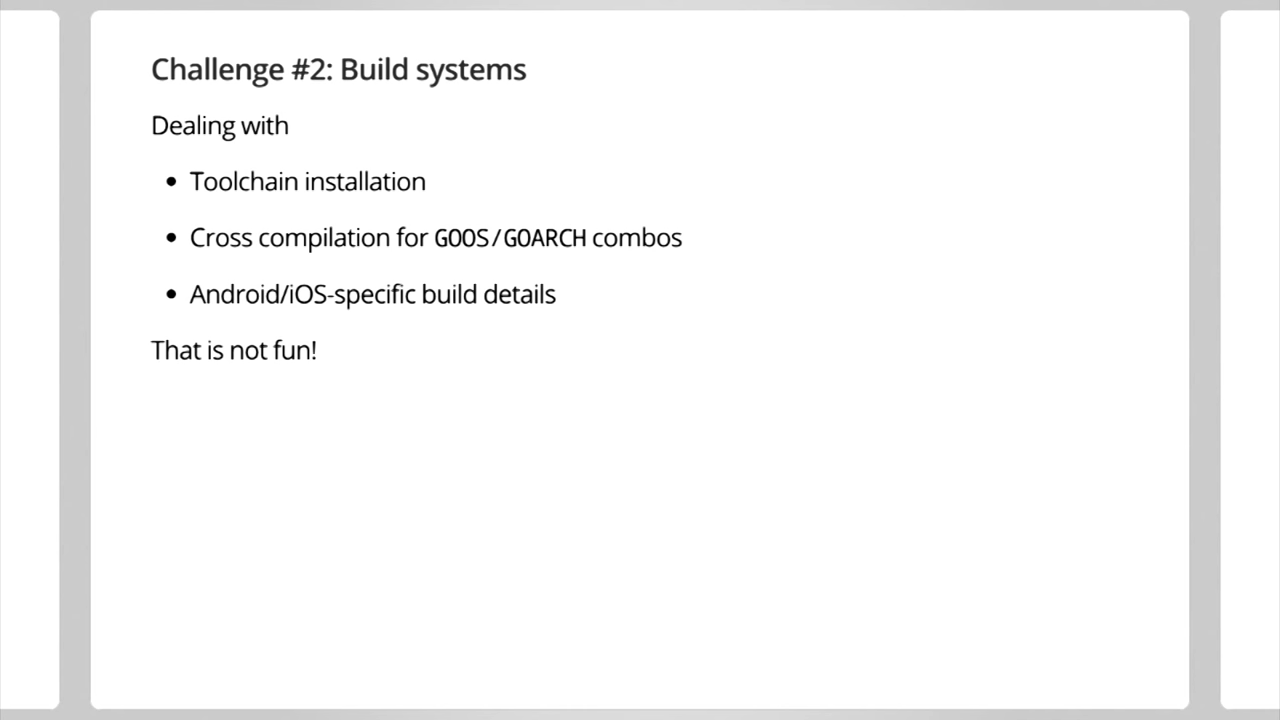 Challenge #2: Build systems
Dealing with
• Toolchain installation
• Cross compilation for GOOS/GOARCH combos
• Android/iOS-specific build details
That is not fun!